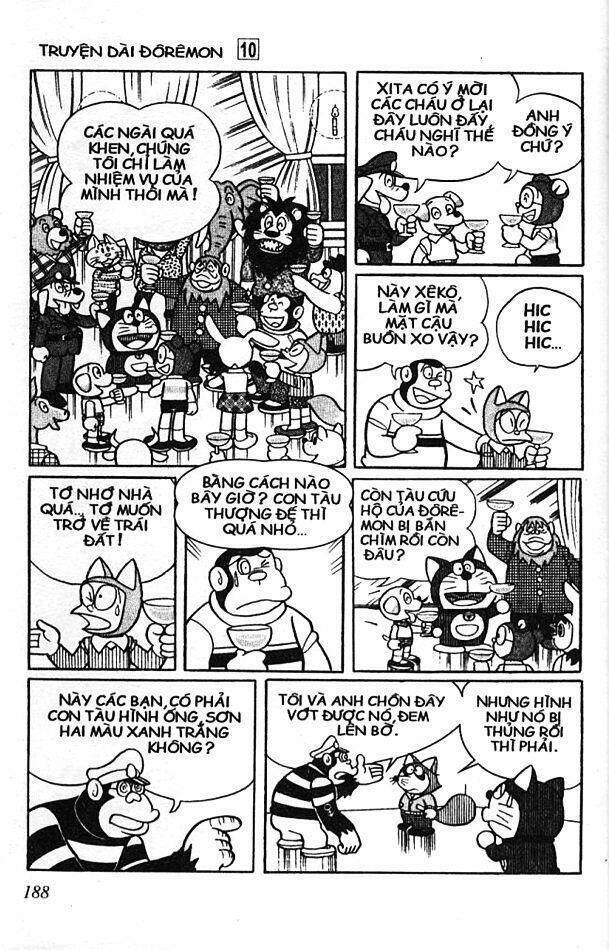 TRUYỆN DÀI ĐÔRÊMON 10
CÁC NGÀI QUÁ
KHEN, CHÚNG
TÔI CHỈ LÀM
NHIỆM VỤ CỦA
MÌNH THÔI MÀ!
XITA CÓ Ý MỜI
CÁC CHÁU Ở LẠI
ĐÂY LUÔN ĐẤY,
CHÁU NGHĨ THẾ
NÀO?
ANH
ĐỒNG Ý
CHỨ?
NÀY XÊKÔ,
LÀM GÌ MÀ
MẶT CẬU
BUỒN XO VẬY?
HIC
HIC
HIC...
TỚ NHỚ NHÀ
QUÁ... TỚ MUỐN
TRỞ VỀ TRÁI
ĐẤT!
BẰNG CÁCH NÀO
BÂY GIỜ? CON TÀU
THƯỢNG ĐẾ THÌ
QUÁ NHỎ...
CÒN TÀU CỨU
HỘ CỦA ĐÔRÊ-
MON BỊ BẮN
CHÌM RỒI CÒN
ĐÂU?
NÀY CÁC BẠN, CÓ PHẢI
CON TÀU HÌNH ỐNG, SƠN
HAI MÀU XANH TRẮNG
KHÔNG?
TÔI VÀ ANH CHỒN ĐÂY
VỚT ĐƯỢC NÓ, ĐEM
LÊN BỜ.
NHƯNG HÌNH
NHƯ NÓ BỊ
THỦNG RỒI
THÌ PHẢI.
188